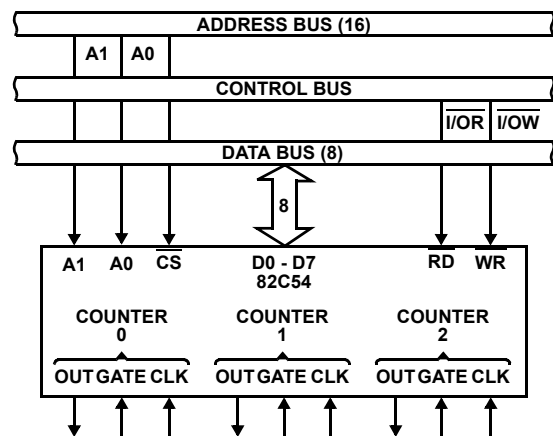 ADDRESS BUS (16)
A1 A0
CONTROL BUS
I/OR I/OW
DATA BUS (8)
8
A1 A0 CS D0 - D7 RD WR
82C54
COUNTER COUNTER COUNTER
0 1 2
OUT GATE CLK OUT GATE CLK OUT GATE CLK